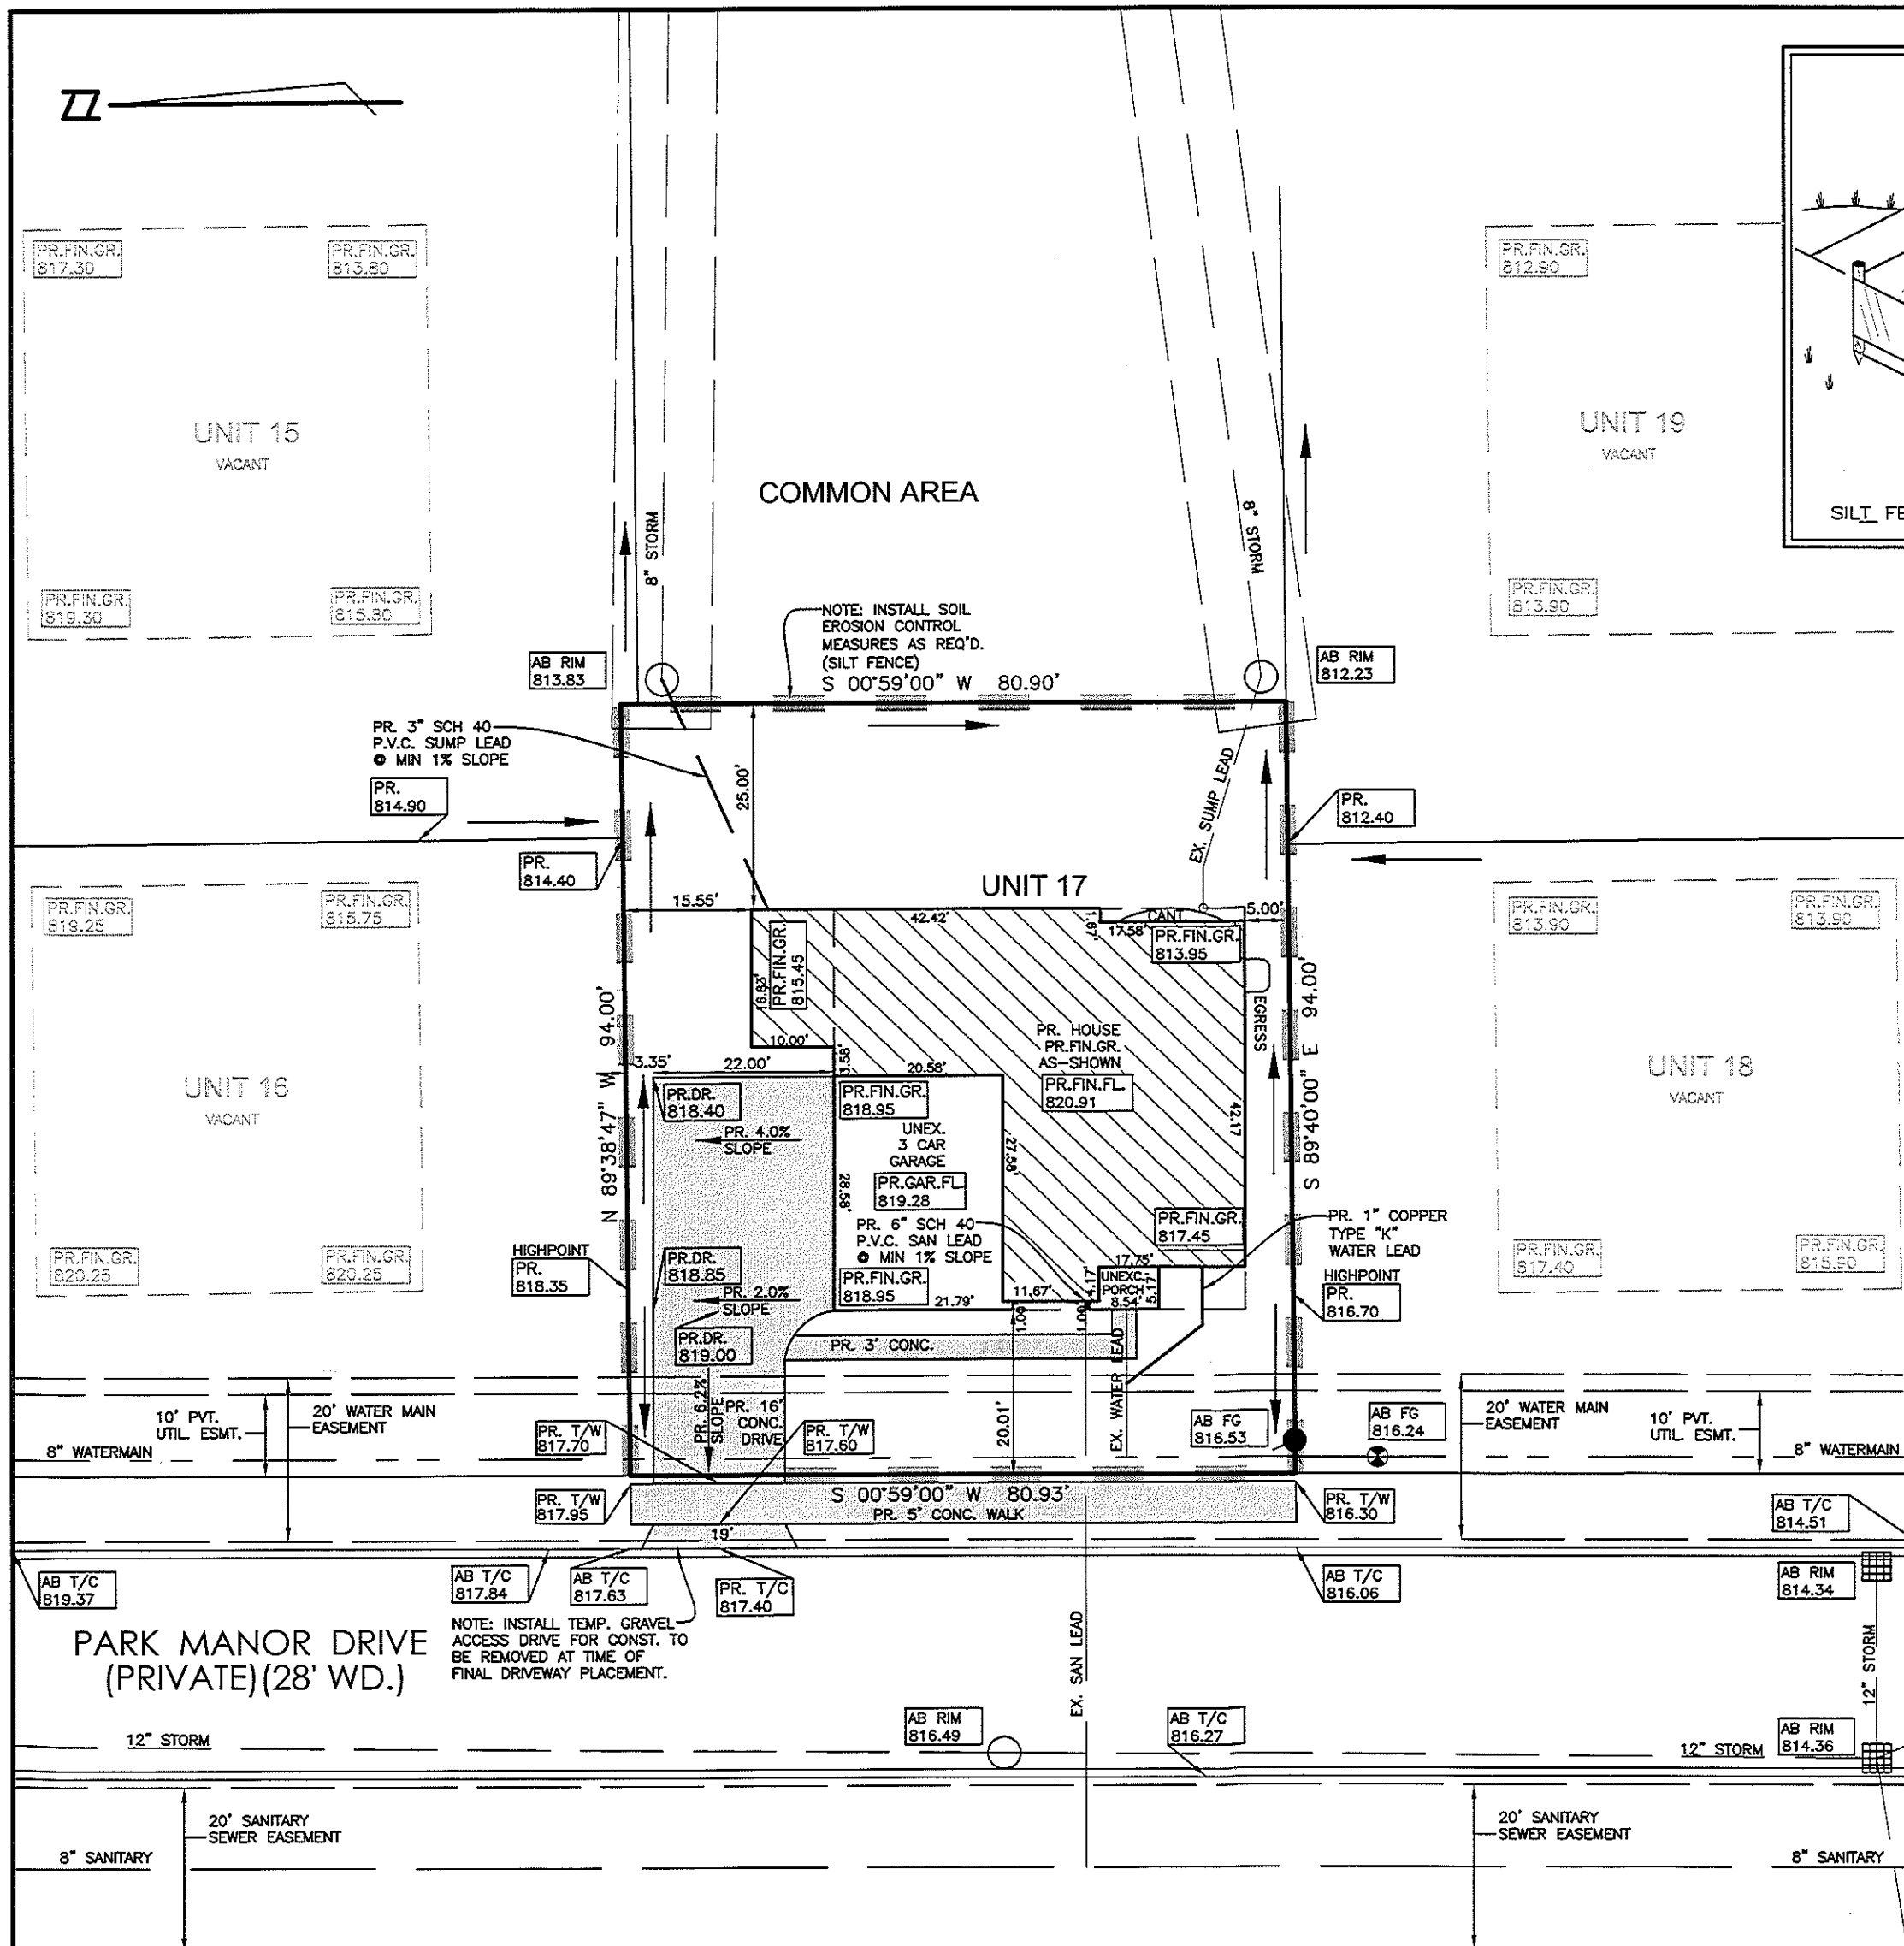 Z
PR.FIN.GR.
817.30
PR.FIN.GR.
813.80
UNIT 15
VACANT
PR.FIN.GR.
819.30
PR.FIN.GR.
815.80
PR.FIN.GR.
812.90
UNIT 19
VACANT
PR.FIN.GR.
813.90
COMMON AREA
8" STORM
8" STORM
NOTE: INSTALL SOIL
EROSION CONTROL
MEASURES AS REQ'D.
(SILT FENCE)
S 00°59'00" W 80.90'
AB RIM
813.83
AB RIM
812.23
PR. 3" SCH 40
P.V.C. SUMP LEAD
@ MIN 1% SLOPE
PR.
814.90
PR.
814.40
25.00'
EX. SUMP LEAD
PR.
812.40
UNIT 17
15.55'
42.42'
1.67'
CANT
17.58'
5.00'
PR.FIN.GR.
815.45
PR.FIN.GR.
813.95
16.83'
10.00'
EGRESS
PR. HOUSE
PR.FIN.GR.
AS-SHOWN
PR.FIN.FL.
820.91
N 89°38'47" W 94.00'
S 89°40'00" E 94.00'
3.35'
22.00'
3.58'
20.58'
42.17
PR.DR.
818.40
PR. 4.0%
SLOPE
PR.FIN.GR.
818.95
UNEX.
3 CAR
GARAGE
PR.GAR.FL.
819.28
27.58'
28.58'
PR. 6" SCH 40
P.V.C. SAN LEAD
@ MIN 1% SLOPE
PR.FIN.GR.
818.95
PR.FIN.GR.
817.45
PR. 1" COPPER
TYPE "K"
WATER LEAD
HIGHPOINT
PR.
818.35
HIGHPOINT
PR.
816.70
PR.DR.
818.85
PR. 2.0%
SLOPE
PR.DR.
819.00
21.79'
11.67'
4.17'
17.75'
UNEXC.
PORCH
8.54'
5.17'
1.00'
1.00'
PR. 3' CONC.
PR. 6.2%
SLOPE
PR. 16'
CONC.
DRIVE
20.01'
EX. WATER LEAD
PR. T/W
817.70
PR. T/W
817.60
PR. T/W
817.95
AB FG
816.53
AB FG
816.24
PR. T/W
816.30
S 00°59'00" W 80.93'
PR. 5' CONC. WALK
19'
PR.FIN.GR.
819.25
PR.FIN.GR.
815.75
UNIT 16
VACANT
PR.FIN.GR.
820.25
PR.FIN.GR.
820.25
PR.FIN.GR.
813.90
PR.FIN.GR.
813.90
UNIT 18
VACANT
PR.FIN.GR.
817.40
PR.FIN.GR.
815.90
10' PVT.
UTIL. ESMT.
20' WATER MAIN
EASEMENT
8" WATERMAIN
20' WATER MAIN
EASEMENT
10' PVT.
UTIL. ESMT.
8" WATERMAIN
AB T/C
814.51
AB T/C
819.37
AB T/C
817.84
AB T/C
817.63
PR. T/C
817.40
AB T/C
816.06
AB RIM
814.34
NOTE: INSTALL TEMP. GRAVEL
ACCESS DRIVE FOR CONST. TO
BE REMOVED AT TIME OF
FINAL DRIVEWAY PLACEMENT.
PARK MANOR DRIVE
(PRIVATE)(28' WD.)
EX. SAN LEAD
12" STORM
12" STORM
AB RIM
816.49
AB T/C
816.27
12" STORM
AB RIM
814.36
20' SANITARY
SEWER EASEMENT
8" SANITARY
20' SANITARY
SEWER EASEMENT
8" SANITARY